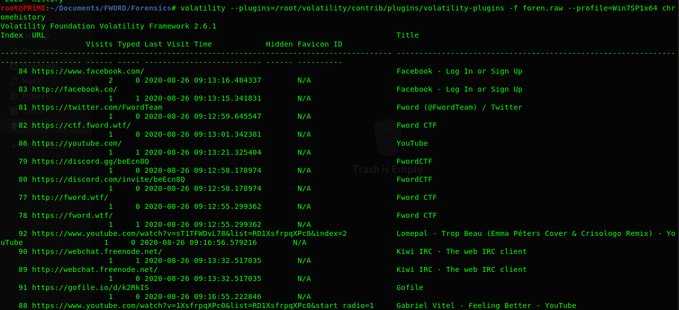 root@PRIME:~/Documents/FWORD/Forensics# volatility --plugins=/root/volatility/contrib/plugins/volatility-plugins -f foren.raw --profile=Win7SP1x64 chr
omehistory
Volatility Foundation Volatility Framework 2.6.1
Index  URL                                                                              Title
                    Visits Typed Last Visit Time            Hidden Favicon ID
------ -------------------------------------------------------------------------------- --------------------------------------------------------------
------------------ ------ ----- -------------------------- ------ ----------
    84 https://www.facebook.com/                                                        Facebook - Log In or Sign Up
                         2     0 2020-08-26 09:13:16.484337        N/A
    83 http://facebook.co/                                                              Facebook - Log In or Sign Up
                         1     1 2020-08-26 09:13:15.341831        N/A
    81 https://twitter.com/FwordTeam                                                    Fword (@FwordTeam) / Twitter
                         1     0 2020-08-26 09:12:59.645547        N/A
    82 https://ctf.fword.wtf/                                                           Fword CTF
                         1     0 2020-08-26 09:13:01.342381        N/A
    86 https://youtube.com/                                                             YouTube
                         1     1 2020-08-26 09:13:21.325404        N/A
    79 https://discord.gg/beEcn8Q                                                       FwordCTF
                         1     0 2020-08-26 09:12:58.178974        N/A
    80 https://discord.com/invite/beEcn8Q                                               FwordCTF
                         1     0 2020-08-26 09:12:58.178974        N/A
    77 http://fword.wtf/                                                                Fword CTF
                         1     1 2020-08-26 09:12:55.299362        N/A
    78 https://fword.wtf/                                                               Fword CTF
                         1     0 2020-08-26 09:12:55.299362        N/A
Trash is Empty
    92 https://www.youtube.com/watch?v=sT1TFWDvL78&list=RD1XsfrpqXPc0&index=2           Lomepal - Trop Beau (Emma Péters Cover & Crisologo Remix) - Yo
uTube                    1     0 2020-08-26 09:16:56.579216        N/A
    90 https://webchat.freenode.net/                                                    Kiwi IRC - The web IRC client
                         1     1 2020-08-26 09:13:32.517035        N/A
    89 http://webchat.freenode.net/                                                     Kiwi IRC - The web IRC client
                         1     0 2020-08-26 09:13:32.517035        N/A
    91 https://gofile.io/d/k2RkIS                                                       Gofile
                         1     0 2020-08-26 09:16:55.222846        N/A
    88 https://www.youtube.com/watch?v=1XsfrpqXPc0&list=RD1XsfrpqXPc0&start_radio=1     Gabriel Vitel - Feeling Better - YouTube